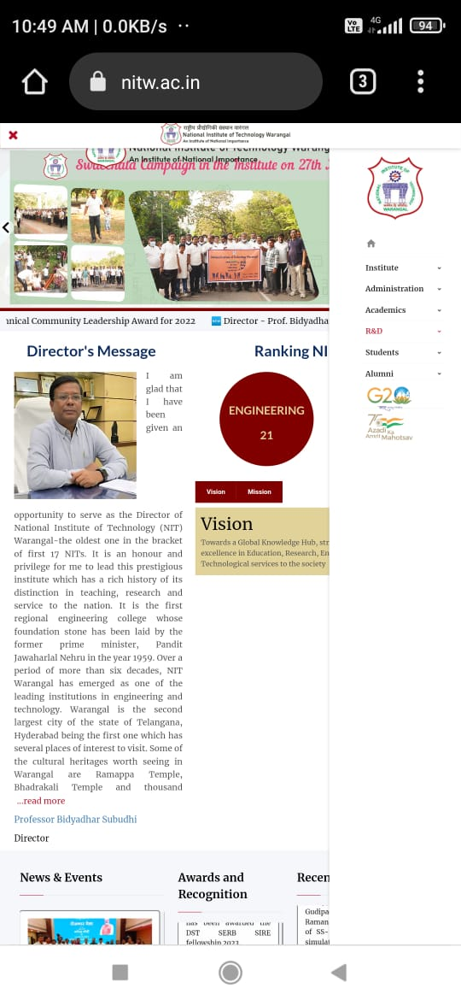 10:49 AM | 0.0KB/s ··
Vo LTE
4G
94
nitw.ac.in
3
राष्ट्रीय प्रौद्योगिकी संस्थान वारंगल
National Institute of Technology Warangal
An Institute of National Importance
National Institute of Technology Warang
An Institute of National Importance
Swachhata Campaign in the Institute on 27th
nnical Community Leadership Award for 2022
NEW
Director - Prof. Bidyadha
Director's Message
I am
glad that
I have
been
given an
opportunity to serve as the Director of
National Institute of Technology (NIT)
Warangal-the oldest one in the bracket
of first 17 NITs. It is an honour and
privilege for me to lead this prestigious
institute which has a rich history of its
distinction in teaching, research and
service to the nation. It is the first
regional engineering college whose
foundation stone has been laid by the
former prime minister, Pandit
Jawaharlal Nehru in the year 1959. Over a
period of more than six decades, NIT
Warangal has emerged as one of the
leading institutions in engineering and
technology. Warangal is the second
largest city of the state of Telangana,
Hyderabad being the first one which has
several places of interest to visit. Some of
the cultural heritages worth seeing in
Warangal are Ramappa Temple,
Bhadrakali Temple and thousand
...read more
Professor Bidyadhar Subudhi
Director
Ranking NI
ENGINEERING
21
Vision
Mission
Vision
Towards a Global Knowledge Hub, str
excellence in Education, Research, En
Technological services to the society
INSTITUTE OF
NATIONAL
TECHNOLOGY
WARANGAL
Institute
Administration
Academics
R&D
Students
Alumni
G20
75
Azadi Ka
Amrit Mahotsav
News & Events
Awards and
Recognition
has been awarded the
DST SERB SIRE
fellowship 2023.
Recen
Gudipa
Raman
of SS-
simulat